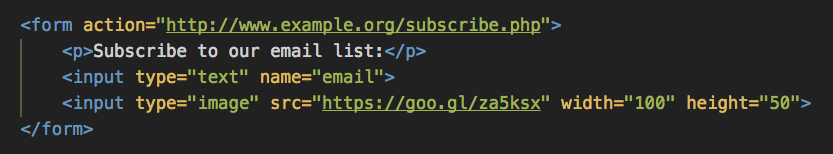 <form action="http://www.example.org/subscribe.php">
<p>Subscribe to our email list:</p>
<input type="text" name="email">
<input type="image" src="https://goo.gl/za5ksx" width="100" height="50">
</form>